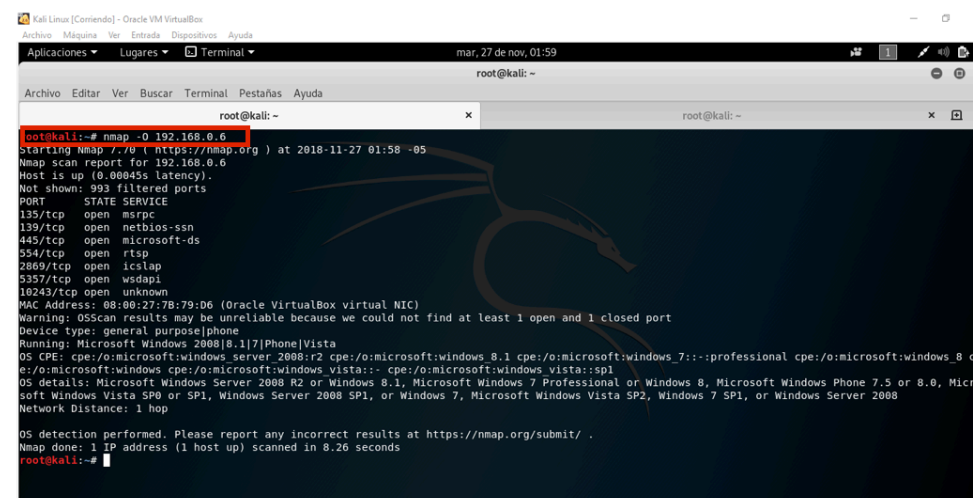 Kali Linux [Corriendo] - Oracle VM VirtualBox
Archivo Máquina Ver Entrada Dispositivos Ayuda
Aplicaciones Lugares Terminal mar, 27 de nov, 01:59 1
root@kali: ~
Archivo Editar Ver Buscar Terminal Pestañas Ayuda
root@kali: ~ × root@kali: ~ ×
oot@kali:~# nmap -O 192.168.0.6
Starting Nmap 7.70 ( https://nmap.org ) at 2018-11-27 01:58 -05
Nmap scan report for 192.168.0.6
Host is up (0.00045s latency).
Not shown: 993 filtered ports
PORT STATE SERVICE
135/tcp open msrpc
139/tcp open netbios-ssn
445/tcp open microsoft-ds
554/tcp open rtsp
2869/tcp open icslap
5357/tcp open wsdapi
10243/tcp open unknown
MAC Address: 08:00:27:7B:79:D6 (Oracle VirtualBox virtual NIC)
Warning: OSScan results may be unreliable because we could not find at least 1 open and 1 closed port
Device type: general purpose|phone
Running: Microsoft Windows 2008|8.1|7|Phone|Vista
OS CPE: cpe:/o:microsoft:windows_server_2008:r2 cpe:/o:microsoft:windows_8.1 cpe:/o:microsoft:windows_7::-:professional cpe:/o:microsoft:windows_8 c
e:/o:microsoft:windows cpe:/o:microsoft:windows_vista::- cpe:/o:microsoft:windows_vista::sp1
OS details: Microsoft Windows Server 2008 R2 or Windows 8.1, Microsoft Windows 7 Professional or Windows 8, Microsoft Windows Phone 7.5 or 8.0, Micr
soft Windows Vista SP0 or SP1, Windows Server 2008 SP1, or Windows 7, Microsoft Windows Vista SP2, Windows 7 SP1, or Windows Server 2008
Network Distance: 1 hop
OS detection performed. Please report any incorrect results at https://nmap.org/submit/ .
Nmap done: 1 IP address (1 host up) scanned in 8.26 seconds
root@kali:~#